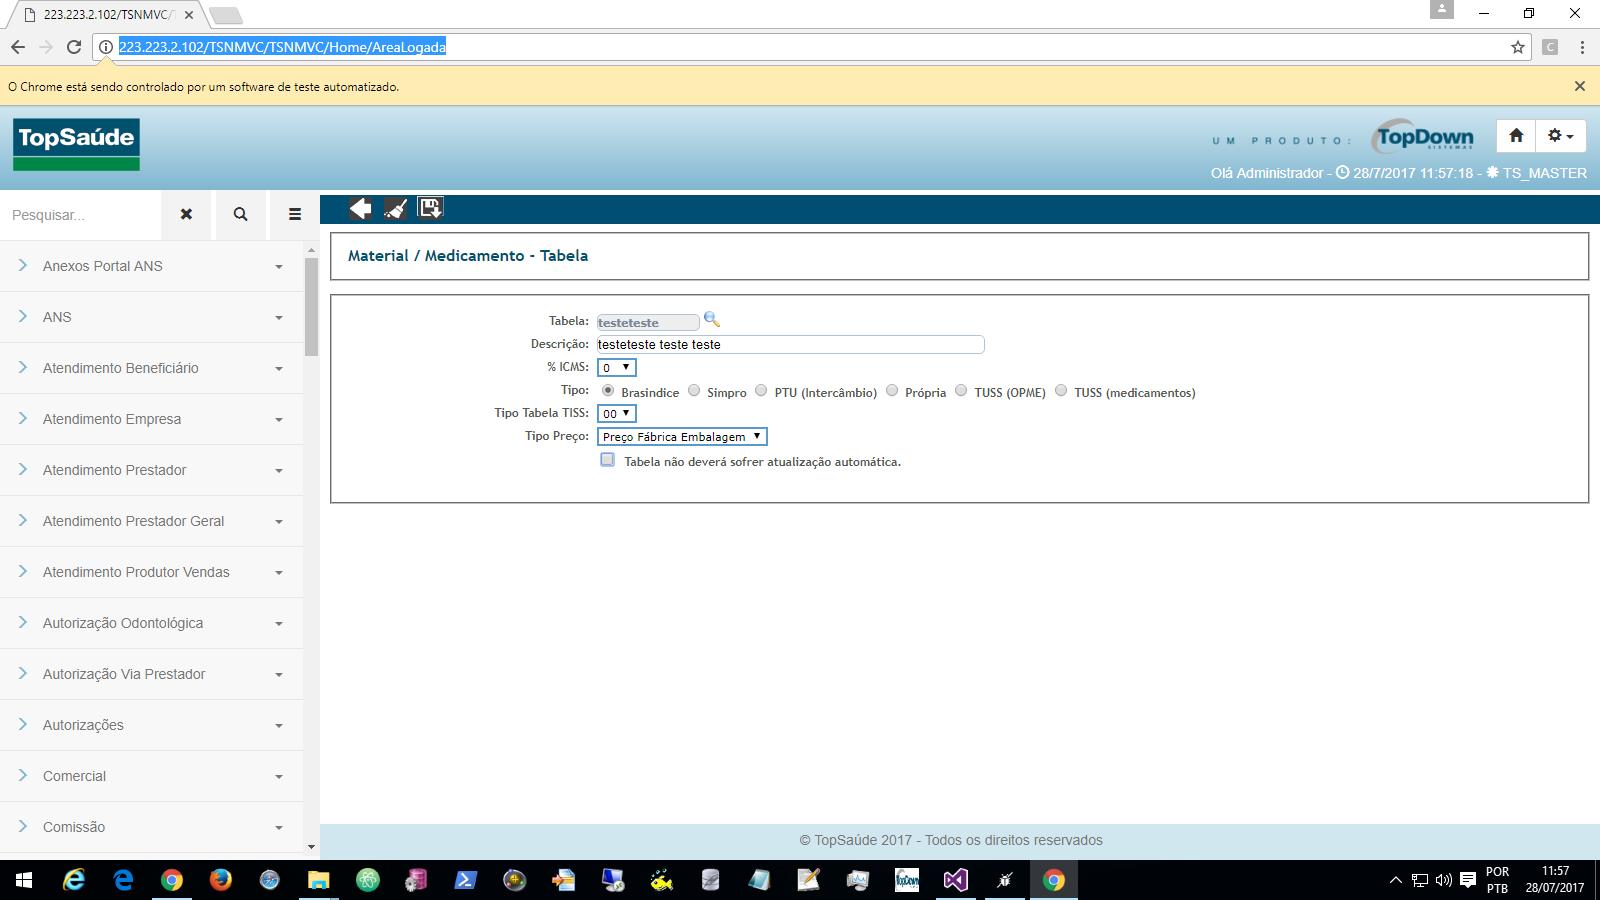 223.223.2.102/TSNMVC/T
223.223.2.102/TSNMVC/TSNMVC/Home/AreaLogada
C
O Chrome está sendo controlado por um software de teste automatizado.
TopSaúde
UM PRODUTO:
TopDown
SISTEMAS
Olá Administrador - 28/7/2017 11:57:18 - TS_MASTER
Pesquisar...
Anexos Portal ANS
ANS
Atendimento Beneficiário
Atendimento Empresa
Atendimento Prestador
Atendimento Prestador Geral
Atendimento Produtor Vendas
Autorização Odontológica
Autorização Via Prestador
Autorizações
Comercial
Comissão
Material / Medicamento - Tabela
Tabela: testeteste
Descrição: testeteste teste teste
% ICMS: 0
Tipo: Brasindice Simpro PTU (Intercâmbio) Própria TUSS (OPME) TUSS (medicamentos)
Tipo Tabela TISS: 00
Tipo Preço: Preço Fábrica Embalagem
Tabela não deverá sofrer atualização automática.
© TopSaúde 2017 - Todos os direitos reservados
TopDown
POR
PTB
11:57
28/07/2017